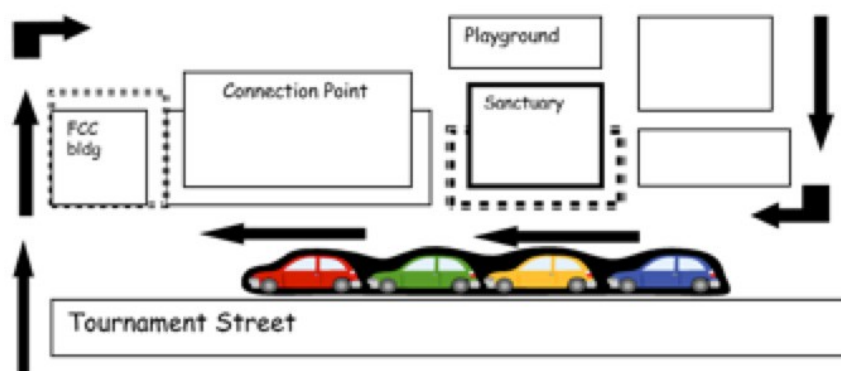 Playground
Connection Point
Sanctuary
FCC
bldg
Tournament Street